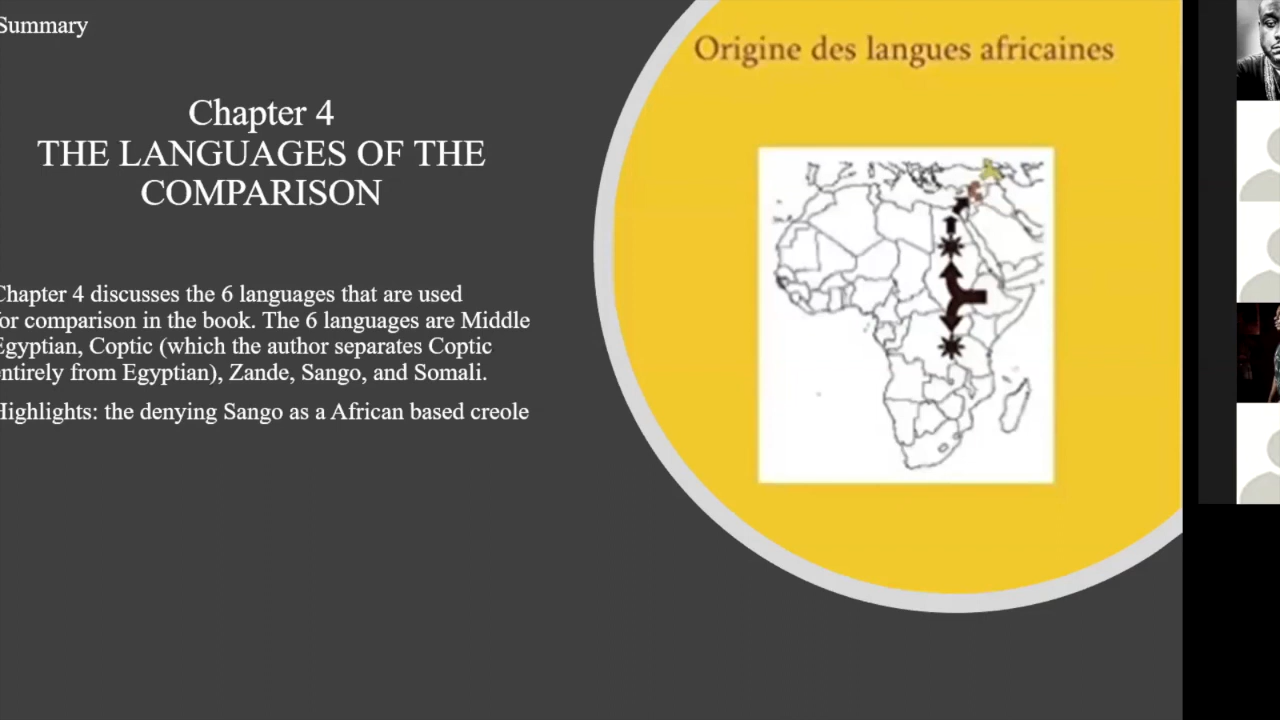 Summary
Chapter 4
THE LANGUAGES OF THE
COMPARISON
Chapter 4 discusses the 6 languages that are used
for comparison in the book. The 6 languages are Middle
Egyptian, Coptic (which the author separates Coptic
entirely from Egyptian), Zande, Sango, and Somali.
Highlights: the denying Sango as a African based creole
Origine des langues africaines